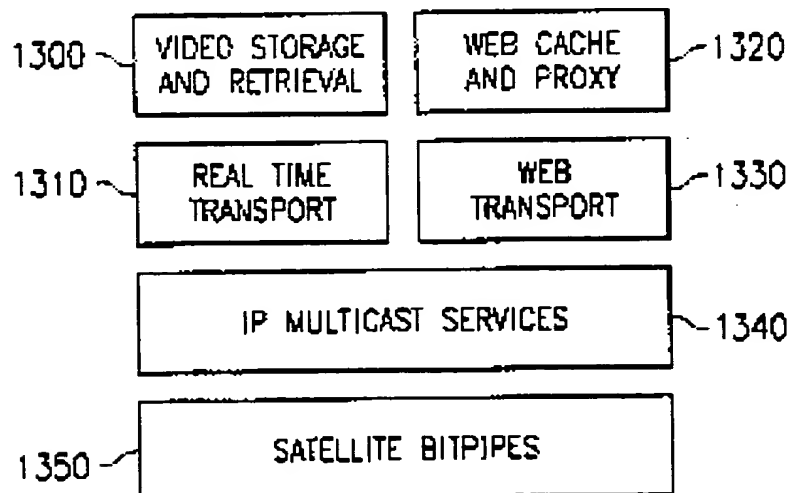 1300
VIDEO STORAGE
AND RETRIEVAL
WEB CACHE
AND PROXY
1320
1310
REAL TIME
TRANSPORT
WEB
TRANSPORT
1330
IP MULTICAST SERVICES
1340
SATELLITE BITPIPES
1350